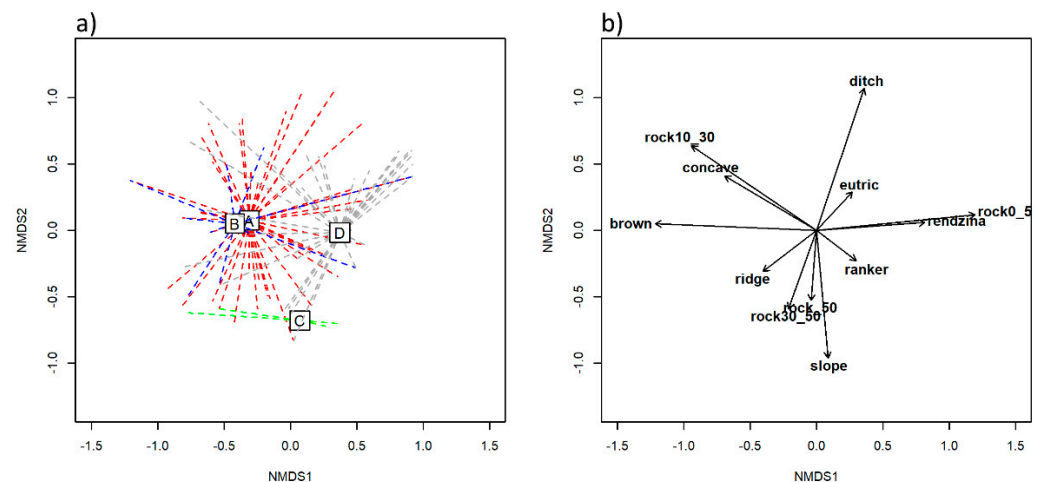 a)
b)
1.0
0.5
0.0
-0.5
-1.0
NMDS2
B
A
D
C
-1.5 -1.0 -0.5 0.0 0.5 1.0 1.5
NMDS1
1.0
0.5
0.0
-0.5
-1.0
NMDS2
ditch
rock10_30
concave
eutric
brown
rock0_5
rendzina
ranker
ridge
rock_50
rock30_50
slope
-1.5 -1.0 -0.5 0.0 0.5 1.0 1.5
NMDS1